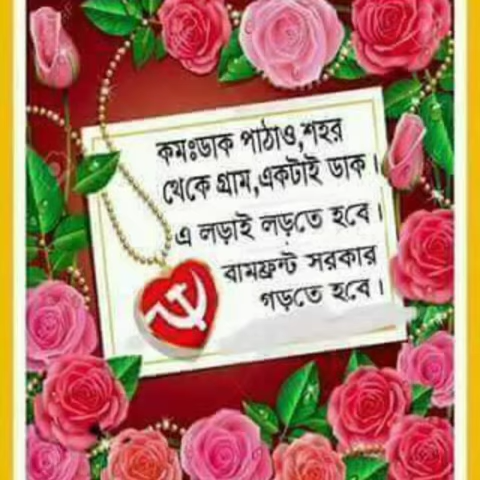 কমঃডাক পাঠাও,শহর
থেকে গ্রাম,একটাই ডাক।
এ লড়াই লড়তে হবে।
বামফ্রন্ট সরকার
গড়তে হবে।